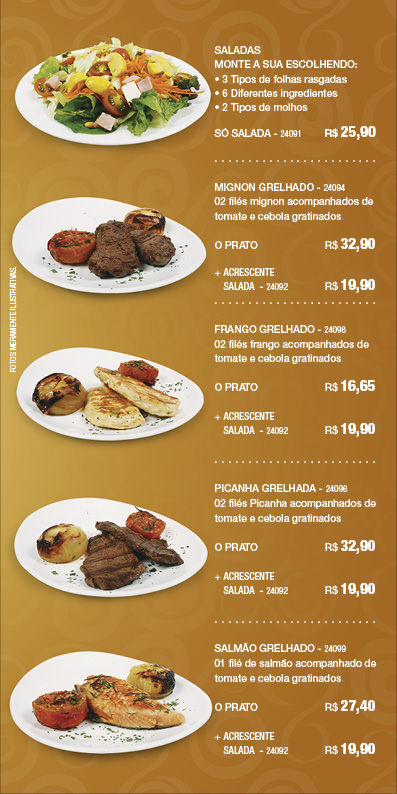 SALADAS
MONTE A SUA ESCOLHENDO:
• 3 Tipos de folhas rasgadas
• 6 Diferentes ingredientes
• 2 Tipos de molhos
SÓ SALADA - 24091 R$ 25,90
MIGNON GRELHADO - 24094
02 filés mignon acompanhados de
tomate e cebola gratinados
O PRATO R$ 32,90
+ ACRESCENTE
SALADA - 24092 R$ 19,90
FRANGO GRELHADO - 24098
02 filés frango acompanhados de
tomate e cebola gratinados
O PRATO R$ 16,65
+ ACRESCENTE
SALADA - 24092 R$ 19,90
PICANHA GRELHADA - 24096
02 filés Picanha acompanhados de
tomate e cebola gratinados
O PRATO R$ 32,90
+ ACRESCENTE
SALADA - 24092 R$ 19,90
SALMÃO GRELHADO - 24099
01 filé de salmão acompanhado de
tomate e cebola gratinados
O PRATO R$ 27,40
+ ACRESCENTE
SALADA - 24092 R$ 19,90
FOTOS MERAMENTE ILUSTRATIVAS.